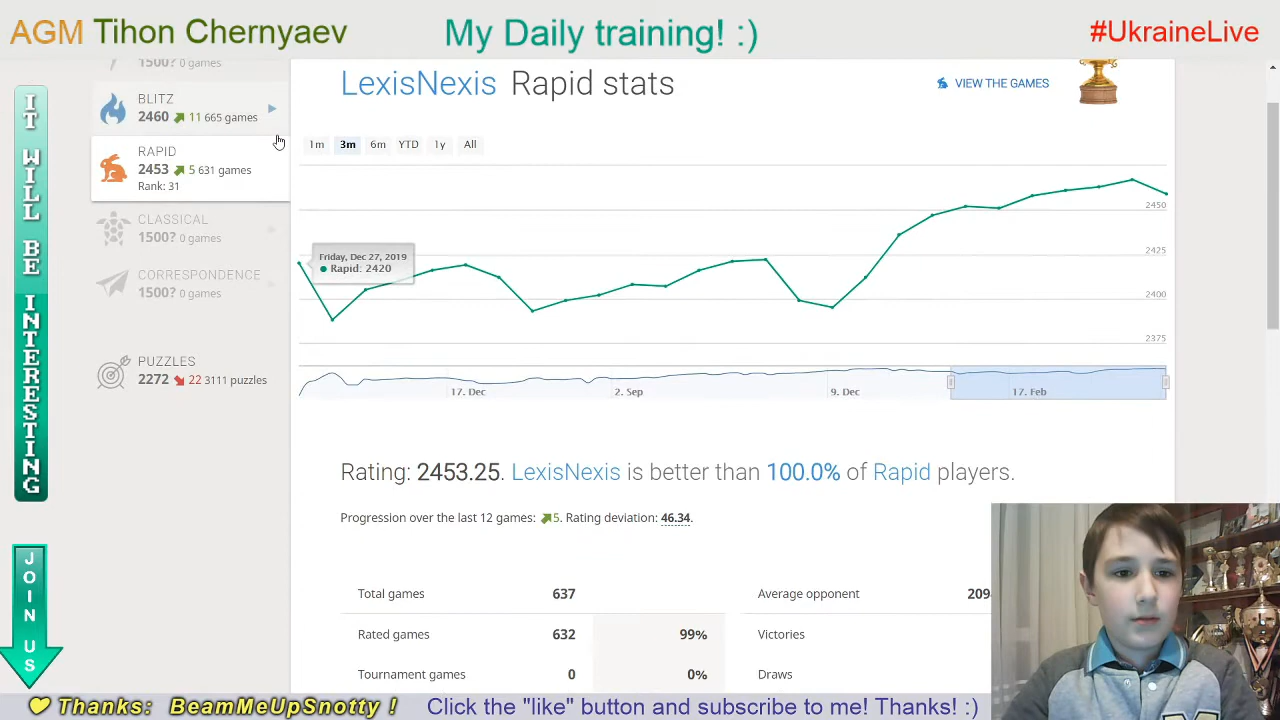 AGM Tihon Chernyaev
My Daily training! :)
#UkraineLive
IT WILL BE INTERESTING
JOIN US
1500? 0 games
BLITZ
2460 11 665 games
RAPID
2453 5 631 games
Rank: 31
CLASSICAL
1500? 0 games
CORRESPONDENCE
1500? 0 games
PUZZLES
2272 22 3111 puzzles
LexisNexis Rapid stats
VIEW THE GAMES
1m 3m 6m YTD 1y All
Friday, Dec 27, 2019
Rapid: 2420
2450
2425
2400
2375
17. Dec 2. Sep 9. Dec 17. Feb
Rating: 2453.25. LexisNexis is better than 100.0% of Rapid players.
Progression over the last 12 games: 5. Rating deviation: 46.34.
Total games 637
Rated games 632 99%
Tournament games 0 0%
Average opponent 209
Victories
Draws
Thanks: BeamMeUpSnotty !
Click the "like" button and subscribe to me! Thanks! :)